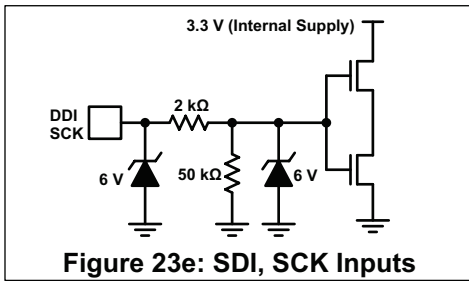 3.3 V (Internal Supply)
DDI
SCK
2 kΩ
6 V
50 kΩ
6 V
Figure 23e: SDI, SCK Inputs